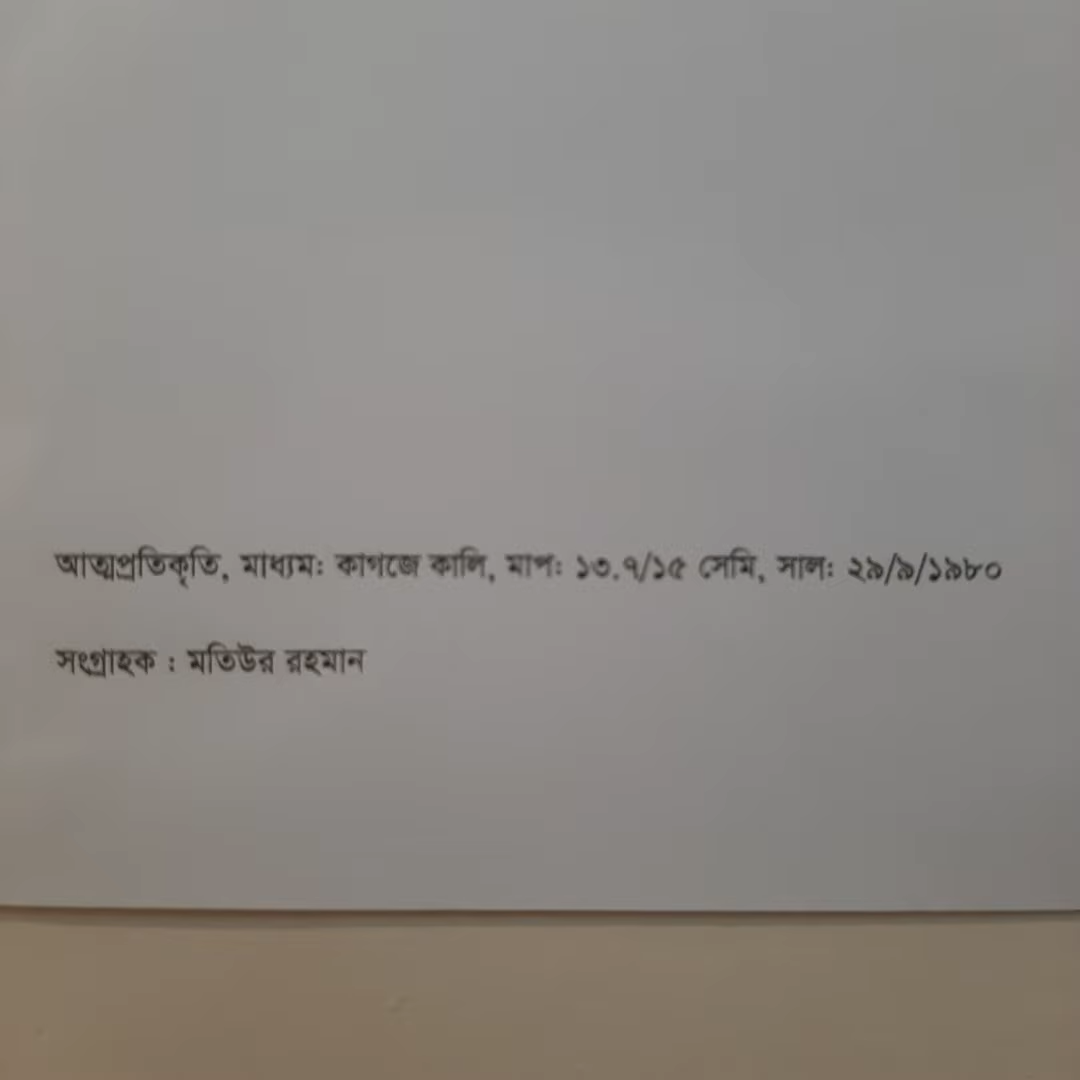 আত্মপ্রতিকৃতি, মাধ্যম: কাগজে কালি, মাপ: ১৩.৭/১৫ সেমি, সাল: ২৯/৯/১৯৮০
সংগ্রাহক : মতিউর রহমান